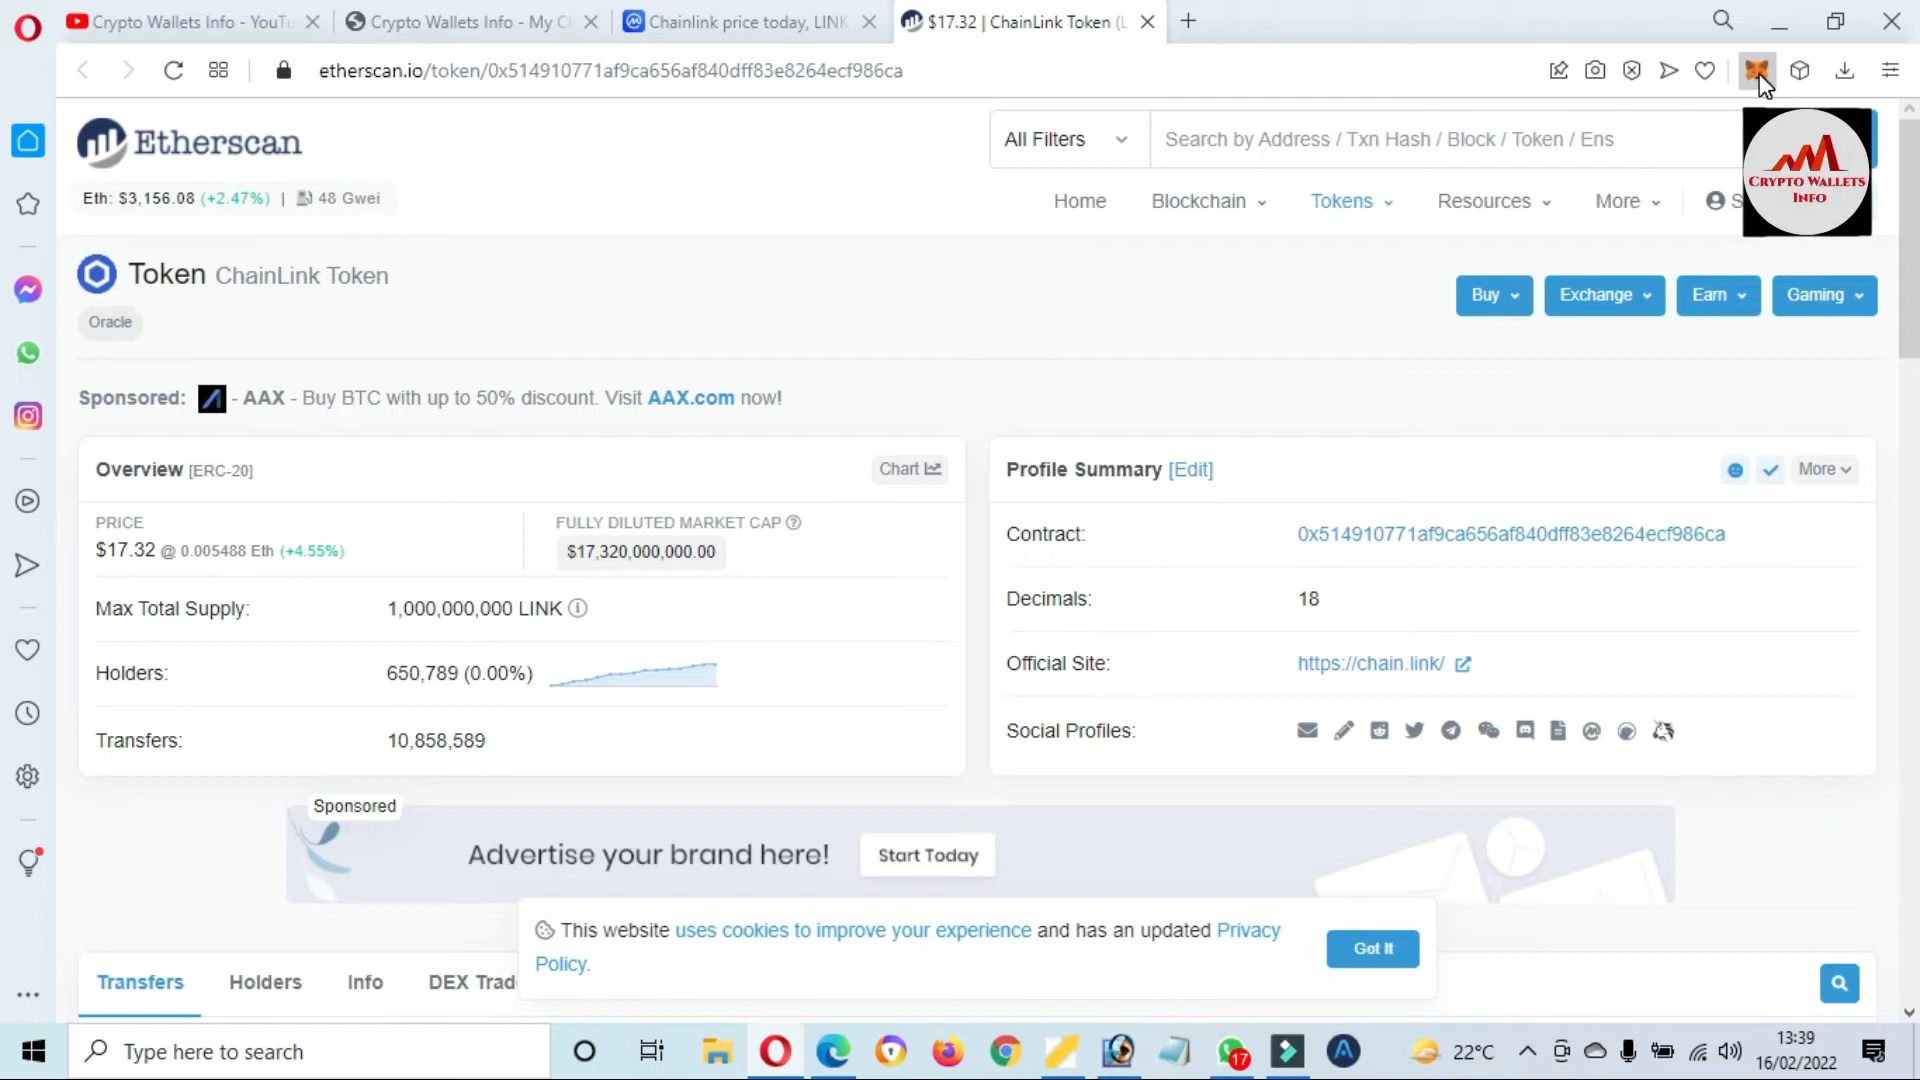 Crypto Wallets Info - YouTu
Crypto Wallets Info - My C
Chainlink price today, LINK
$17.32 | ChainLink Token (L
etherscan.io/token/0x514910771af9ca656af840dff83e8264ecf986ca
Etherscan
All Filters
Search by Address / Txn Hash / Block / Token / Ens
CRYPTO WALLETS
INFO
Eth: $3,156.08 (+2.47%) | 48 Gwei
Home Blockchain Tokens Resources More S
Token ChainLink Token
Oracle
Buy Exchange Earn Gaming
Sponsored: - AAX - Buy BTC with up to 50% discount. Visit AAX.com now!
Overview [ERC-20]
Chart
PRICE
$17.32 @ 0.005488 Eth (+4.55%)
FULLY DILUTED MARKET CAP
$17,320,000,000.00
Max Total Supply: 1,000,000,000 LINK
Holders: 650,789 (0.00%)
Transfers: 10,858,589
Profile Summary [Edit]
More
Contract: 0x514910771af9ca656af840dff83e8264ecf986ca
Decimals: 18
Official Site: https://chain.link/
Social Profiles:
Sponsored
Advertise your brand here! Start Today
This website uses cookies to improve your experience and has an updated Privacy
Policy.
Got It
Transfers Holders Info DEX Trad
Type here to search
17
22°C
13:39
16/02/2022